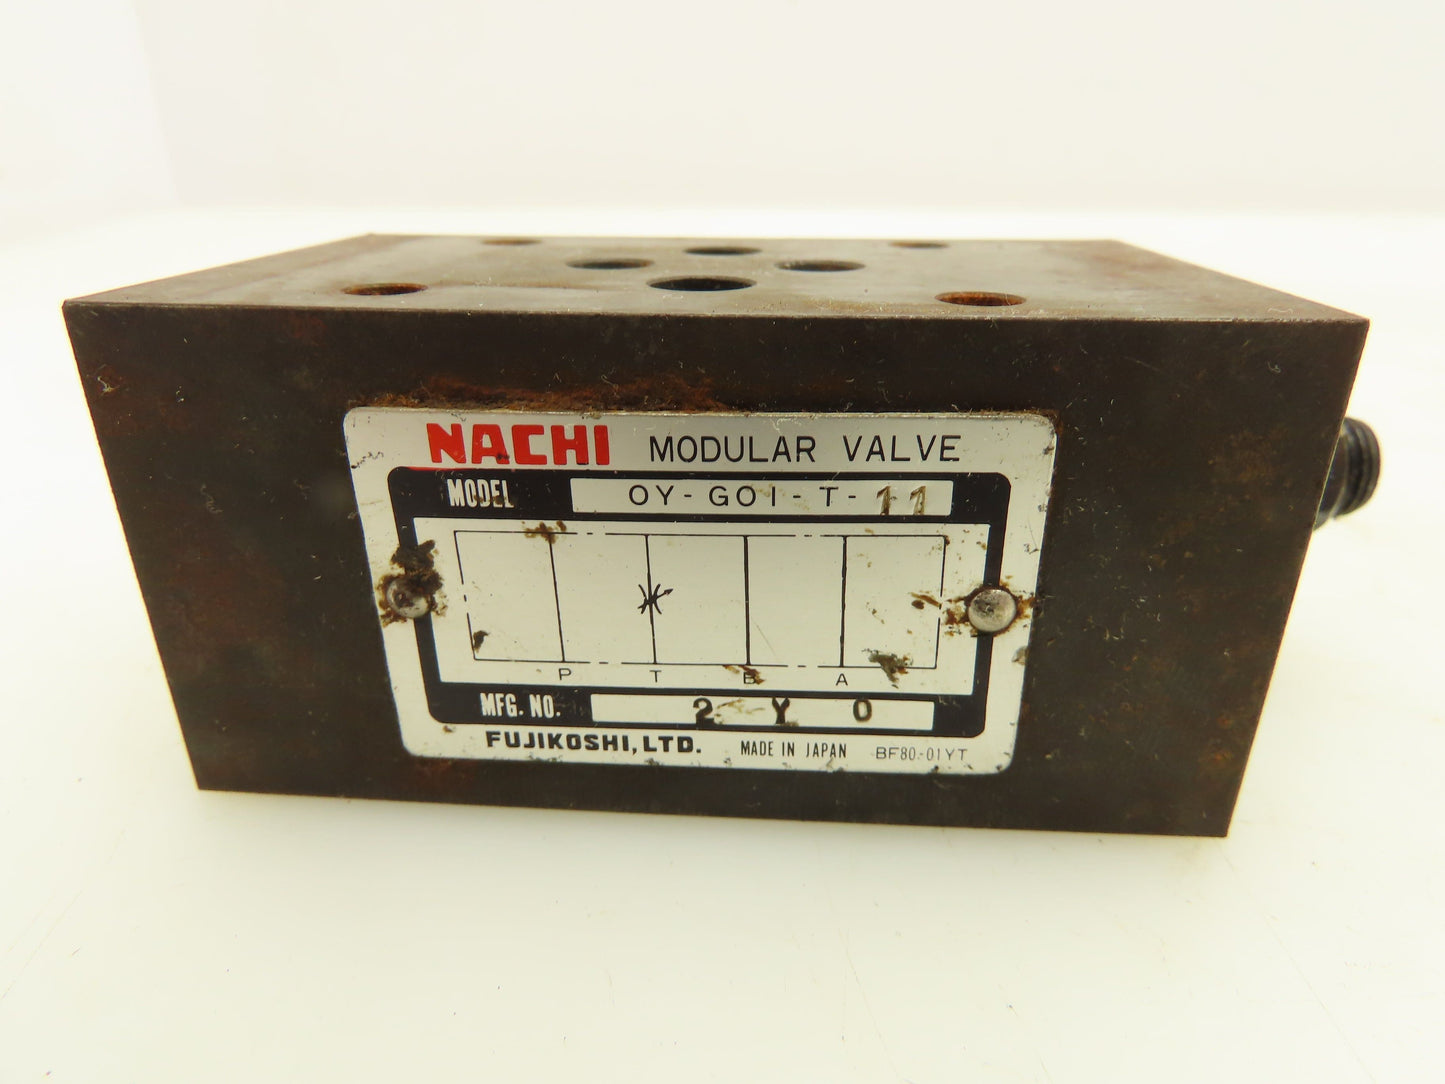 NACHI MODULAR VALVE
MODEL OY-G01-T-11
P T B A
MFG. NO. 2 Y 0
FUJIKOSHI, LTD. MADE IN JAPAN BF80-01YT